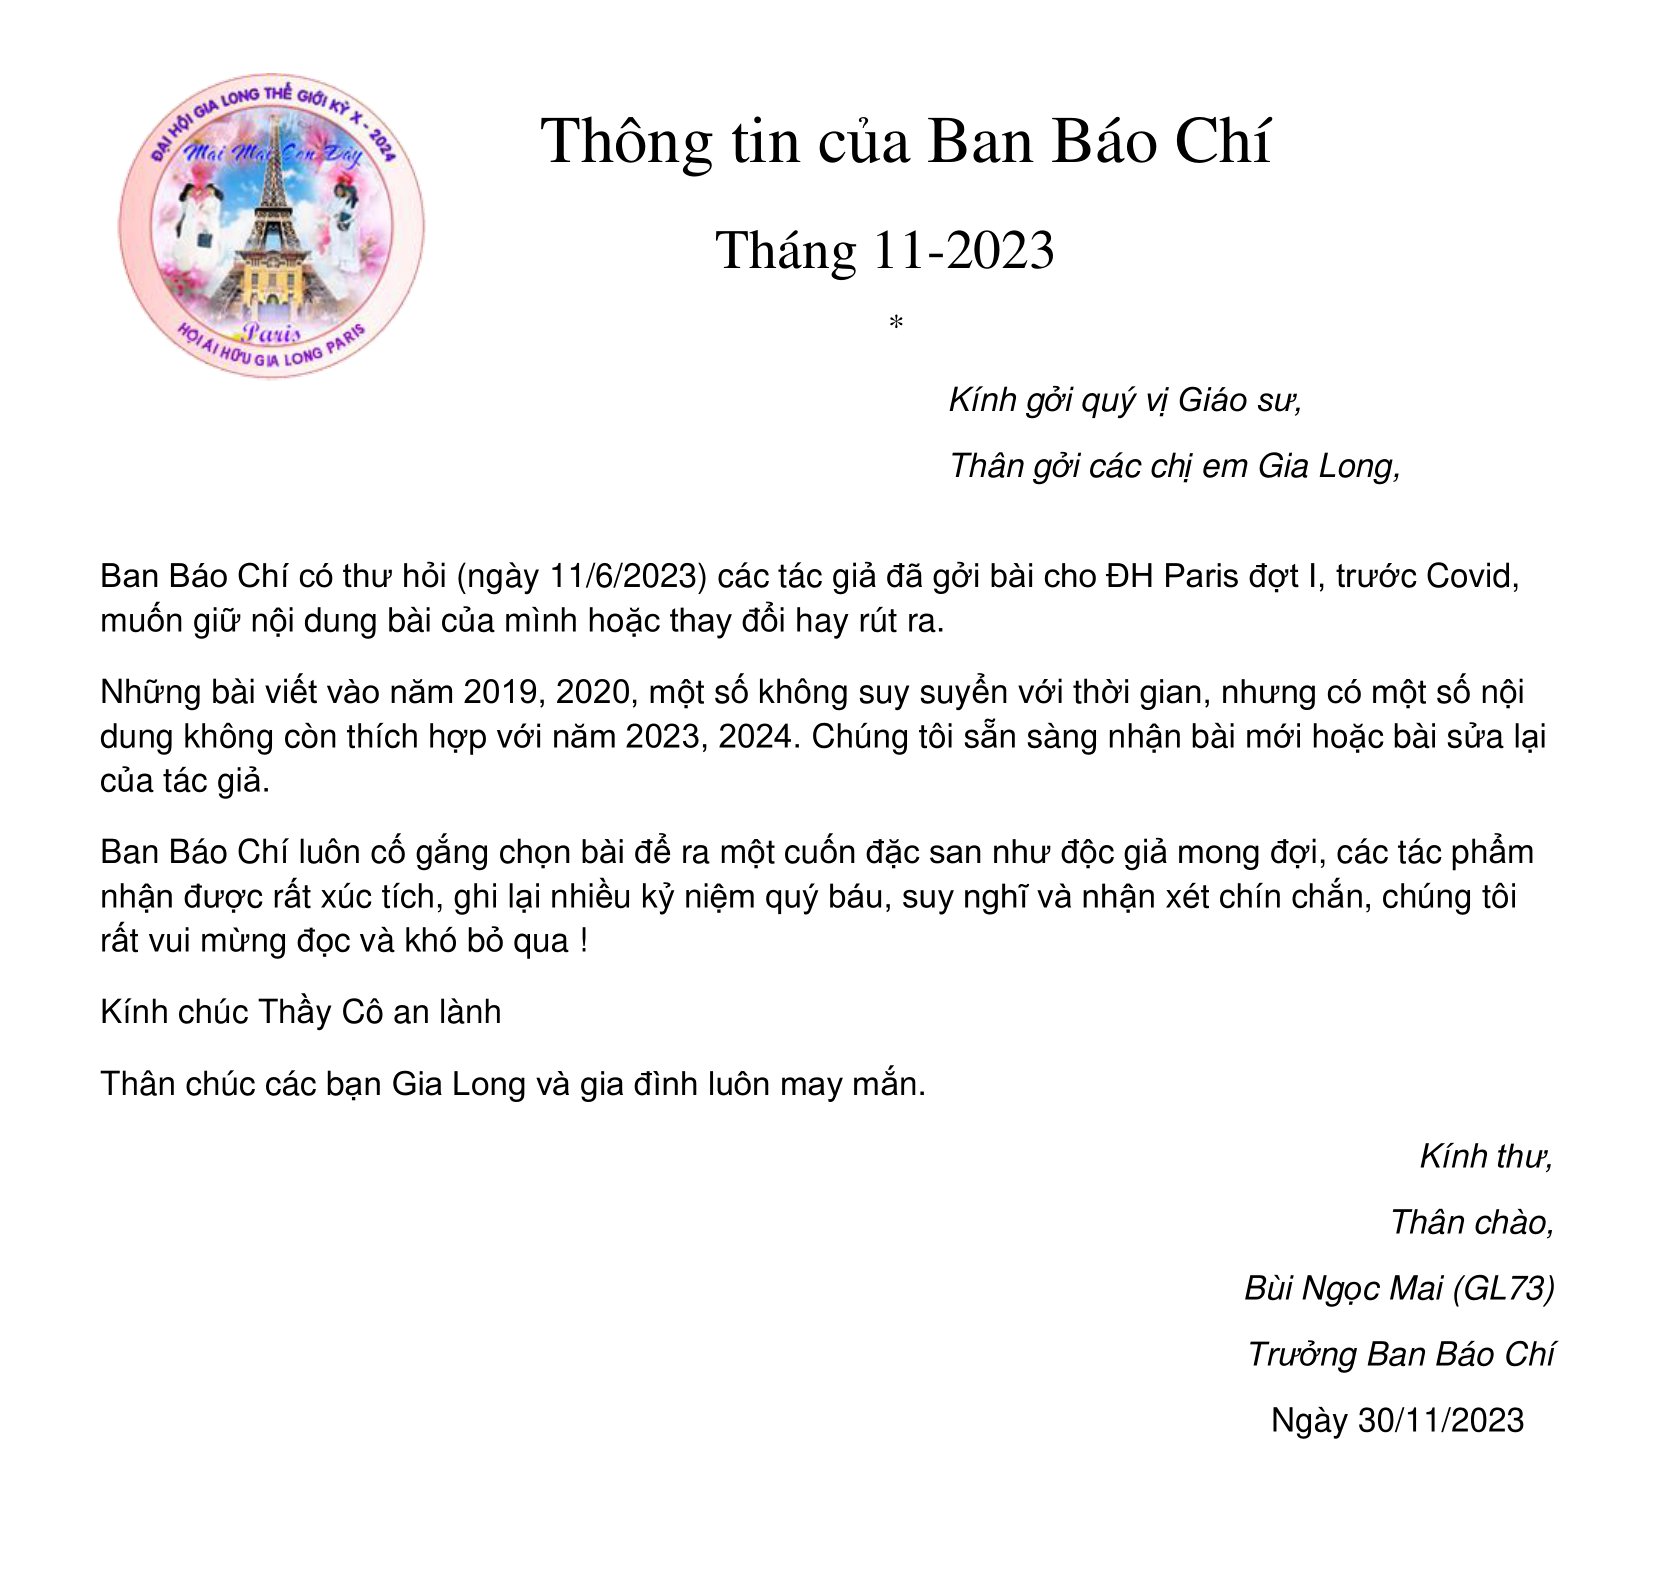 ĐẠI HỘI GIA LONG THẾ GIỚI KỲ X - 2024
Mai Mai Con Đây
Paris
HỘI ÁI HỮU GIA LONG PARIS
Thông tin của Ban Báo Chí
Tháng 11-2023
*
Kính gởi quý vị Giáo sư,
Thân gởi các chị em Gia Long,
Ban Báo Chí có thư hỏi (ngày 11/6/2023) các tác giả đã gởi bài cho ĐH Paris đợt I, trước Covid,
muốn giữ nội dung bài của mình hoặc thay đổi hay rút ra.
Những bài viết vào năm 2019, 2020, một số không suy suyển với thời gian, nhưng có một số nội
dung không còn thích hợp với năm 2023, 2024. Chúng tôi sẵn sàng nhận bài mới hoặc bài sửa lại
của tác giả.
Ban Báo Chí luôn cố gắng chọn bài để ra một cuốn đặc san như độc giả mong đợi, các tác phẩm
nhận được rất xúc tích, ghi lại nhiều kỷ niệm quý báu, suy nghĩ và nhận xét chín chắn, chúng tôi
rất vui mừng đọc và khó bỏ qua !
Kính chúc Thầy Cô an lành
Thân chúc các bạn Gia Long và gia đình luôn may mắn.
Kính thư,
Thân chào,
Bùi Ngọc Mai (GL73)
Trưởng Ban Báo Chí
Ngày 30/11/2023